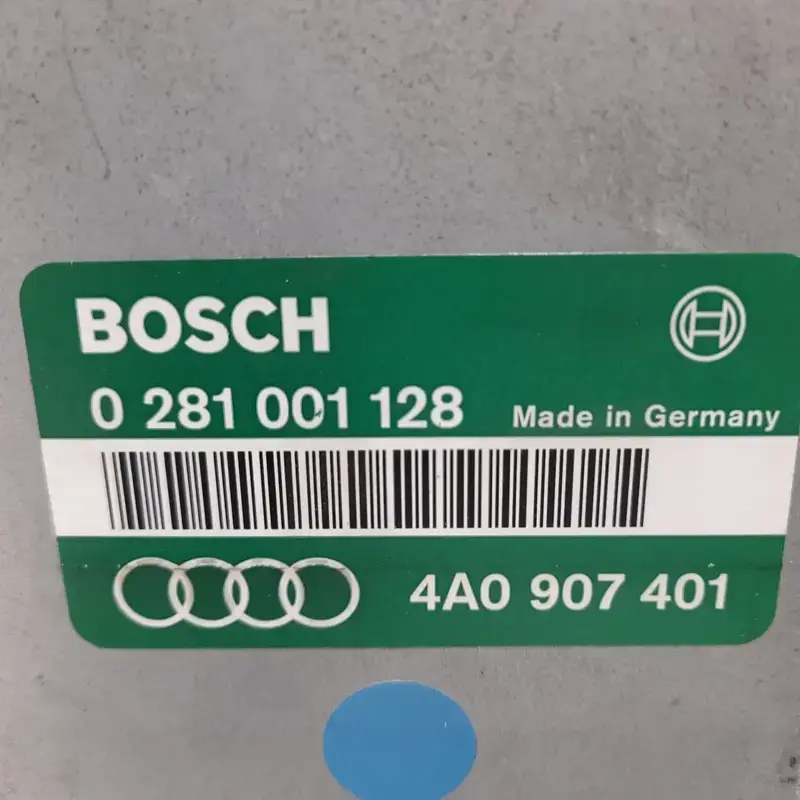 BOSCH
0 281 001 128 Made in Germany
4A0 907 401